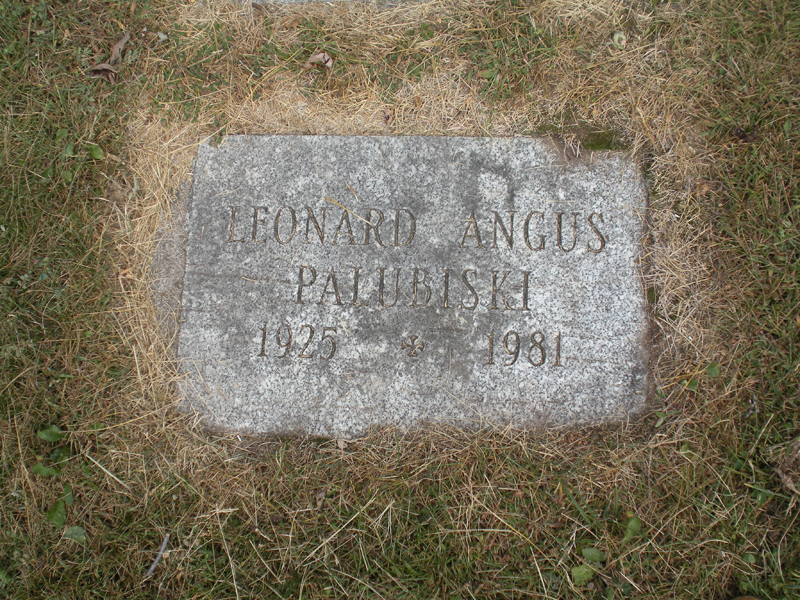 LEONARD ANGUS
PALUBISKI
1925 ✠ 1981